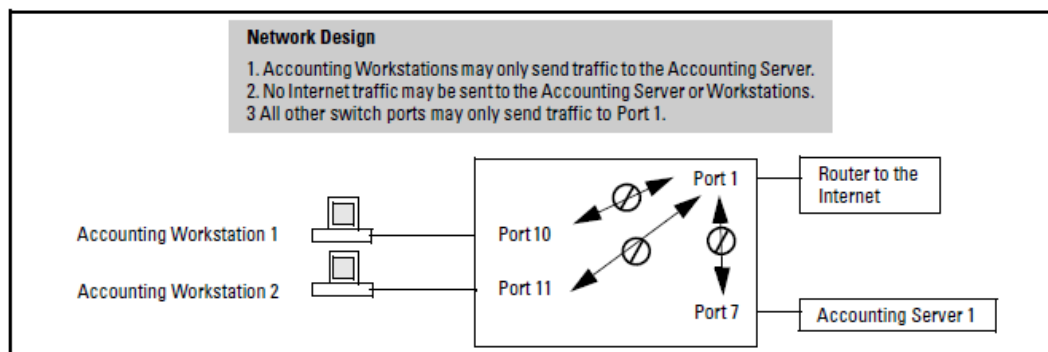 Network Design
1. Accounting Workstations may only send traffic to the Accounting Server.
2. No Internet traffic may be sent to the Accounting Server or Workstations.
3 All other switch ports may only send traffic to Port 1.
Port 1
Router to the
Internet
Accounting Workstation 1
Port 10
Accounting Workstation 2
Port 11
Port 7
Accounting Server 1